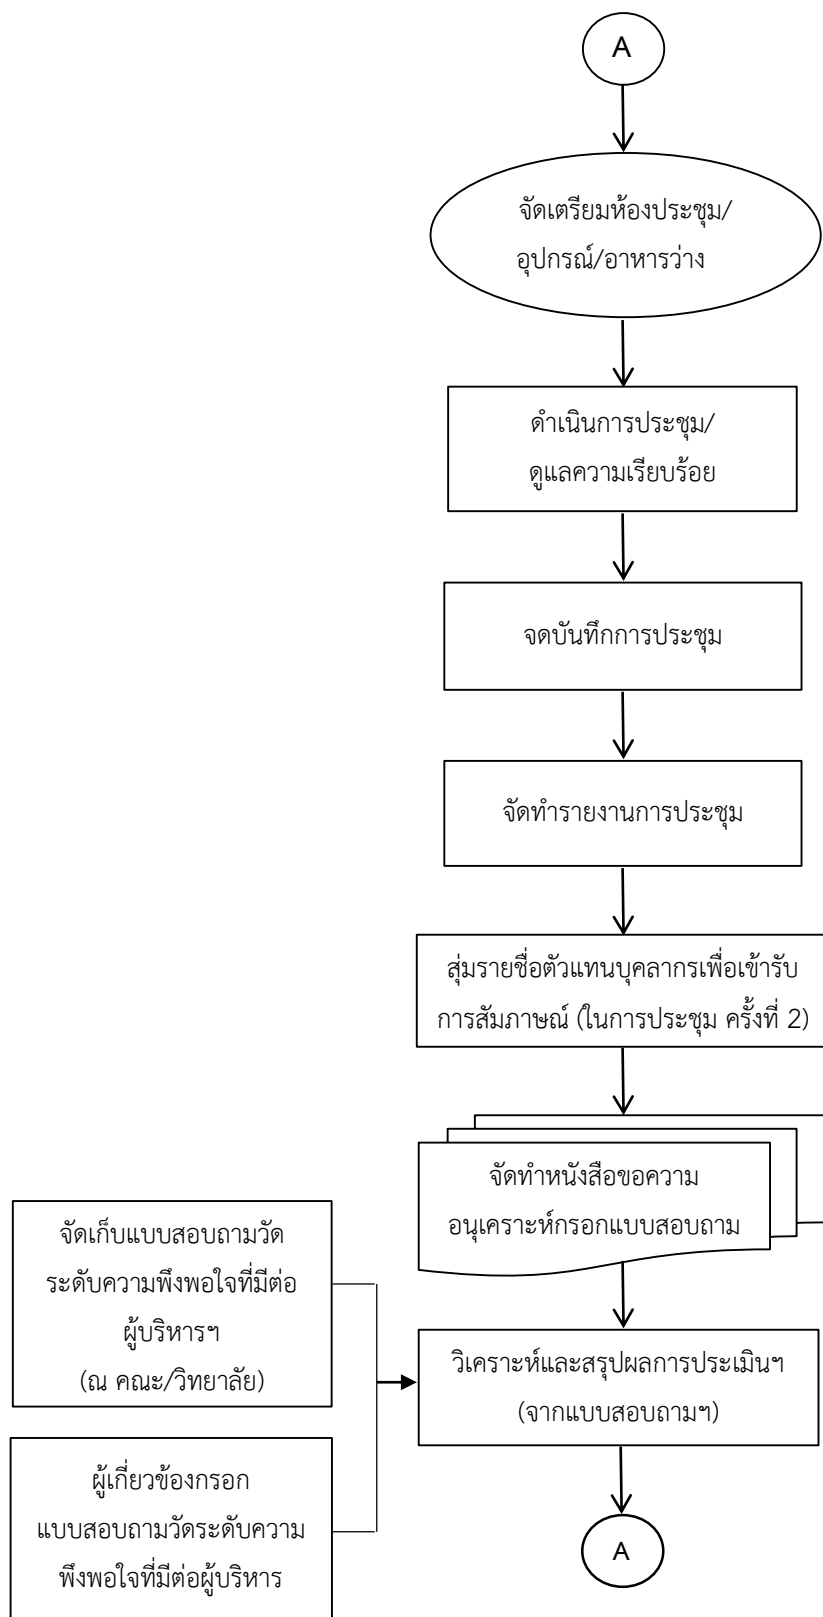 A
จัดเตรียมห้องประชุม/
อุปกรณ์/อาหารว่าง
ดำเนินการประชุม/
ดูแลความเรียบร้อย
จดบันทึกการประชุม
จัดทำรายงานการประชุม
สุ่มรายชื่อตัวแทนบุคลากรเพื่อเข้ารับ
การสัมภาษณ์ (ในการประชุม ครั้งที่ 2)
จัดทำหนังสือขอความ
อนุเคราะห์กรอกแบบสอบถาม
จัดเก็บแบบสอบถามวัด
ระดับความพึงพอใจที่มีต่อ
ผู้บริหารฯ
(ณ คณะ/วิทยาลัย)
วิเคราะห์และสรุปผลการประเมินฯ
(จากแบบสอบถามฯ)
ผู้เกี่ยวข้องกรอก
แบบสอบถามวัดระดับความ
พึงพอใจที่มีต่อผู้บริหาร
A